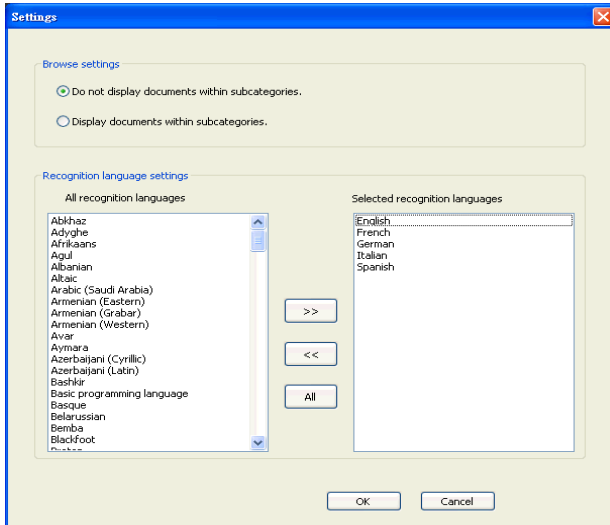 Settings
Browse settings
Do not display documents within subcategories.
Display documents within subcategories.
Recognition language settings
All recognition languages
Selected recognition languages
Abkhaz
Adyghe
Afrikaans
Agul
Albanian
Altaic
Arabic (Saudi Arabia)
Armenian (Eastern)
Armenian (Grabar)
Armenian (Western)
Avar
Aymara
Azerbaijani (Cyrillic)
Azerbaijani (Latin)
Bashkir
Basic programming language
Basque
Belarussian
Bemba
Blackfoot
English
French
German
Italian
Spanish
>>
<<
All
OK
Cancel